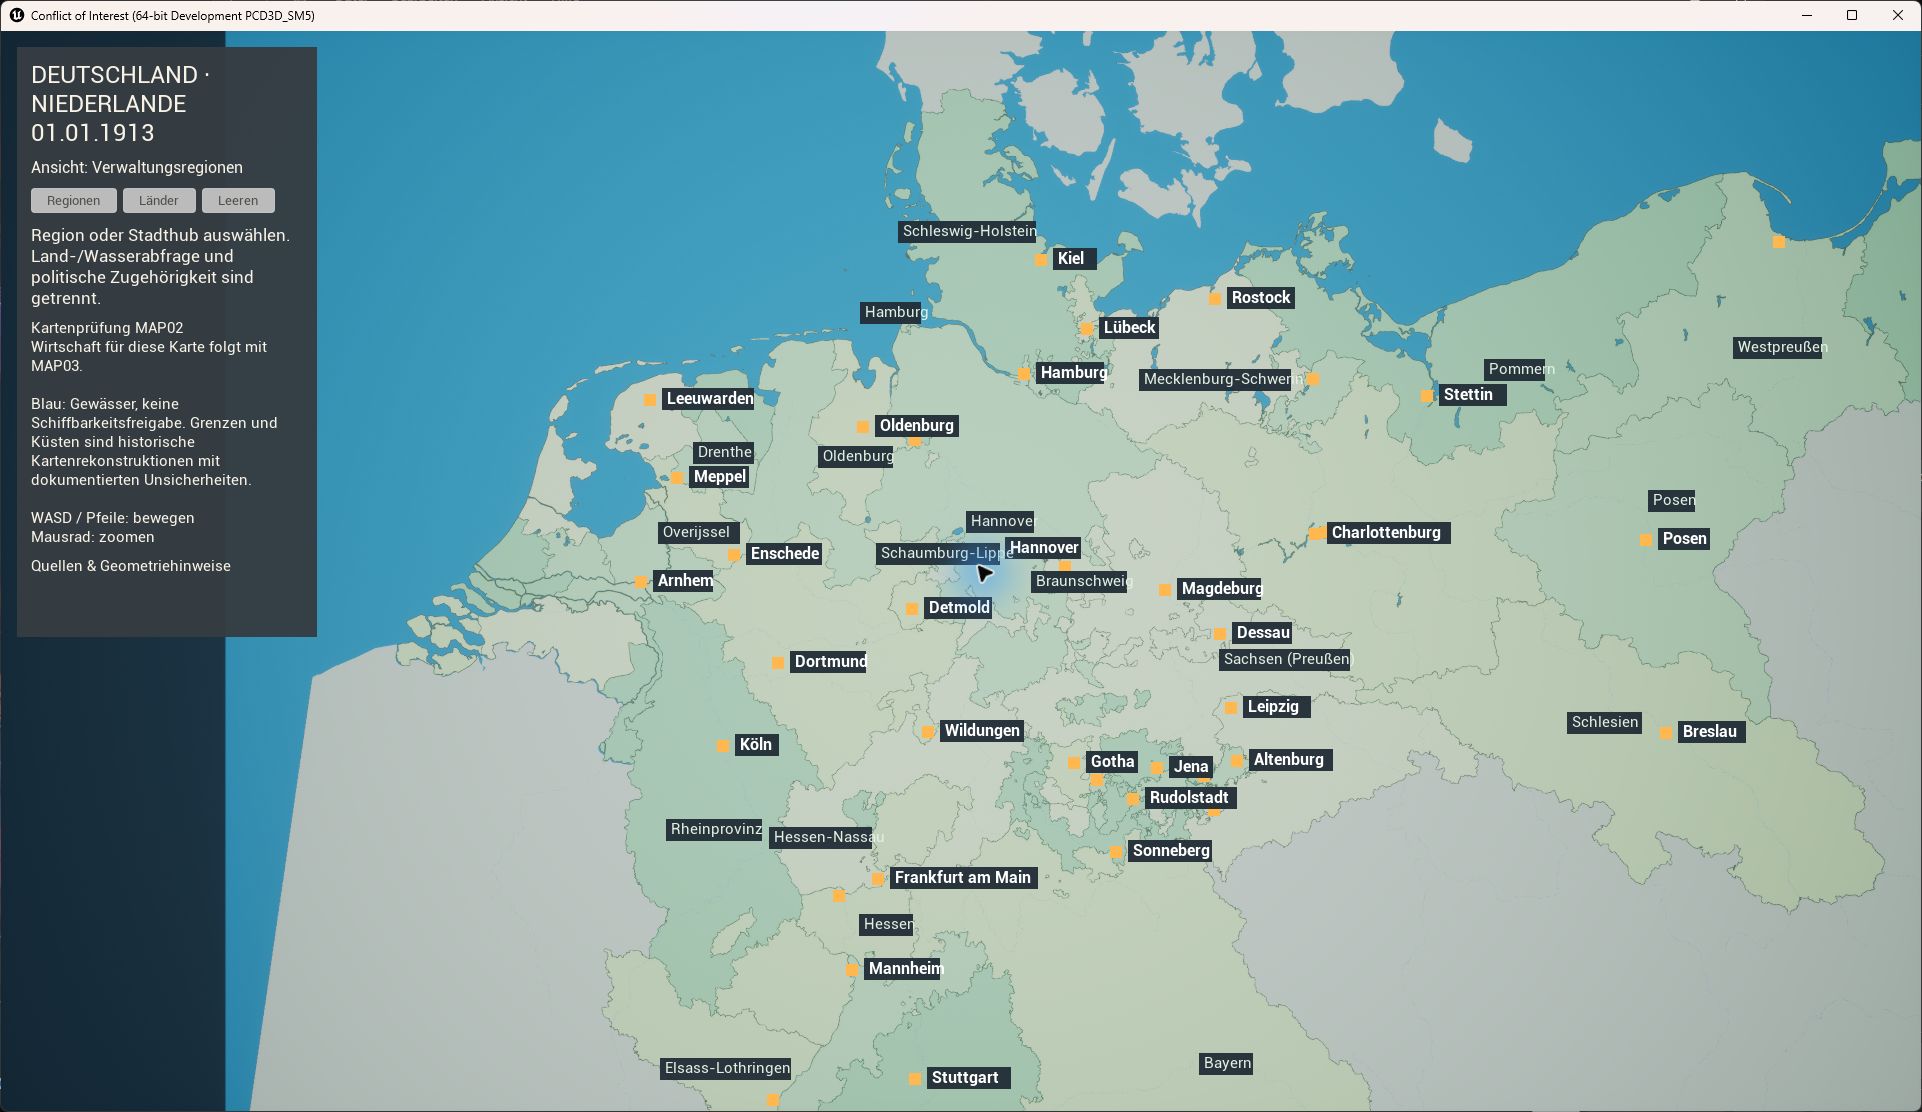 Conflict of Interest (64-bit Development PCD3D_SM5)
DEUTSCHLAND ·
NIEDERLANDE
01.01.1913
Ansicht: Verwaltungsregionen
Regionen Länder Leeren
Region oder Stadthub auswählen.
Land-/Wasserabfrage und
politische Zugehörigkeit sind
getrennt.
Kartenprüfung MAP02
Wirtschaft für diese Karte folgt mit
MAP03.
Blau: Gewässer, keine
Schiffbarkeitsfreigabe. Grenzen und
Küsten sind historische
Kartenrekonstruktionen mit
dokumentierten Unsicherheiten.
WASD / Pfeile: bewegen
Mausrad: zoomen
Quellen & Geometriehinweise
Schleswig-Holstein
Kiel
Rostock
Hamburg
Lübeck
Westpreußen
Hamburg
Mecklenburg-Schwerin
Pommern
Stettin
Leeuwarden
Oldenburg
Drenthe
Oldenburg
Meppel
Posen
Hannover
Overijssel
Charlottenburg
Posen
Enschede
Schaumburg-Lippe
Hannover
Arnhem
Braunschweig
Magdeburg
Detmold
Dessau
Dortmund
Sachsen (Preußen)
Leipzig
Schlesien
Breslau
Wildungen
Köln
Gotha
Jena
Altenburg
Rudolstadt
Rheinprovinz
Hessen-Nassau
Sonneberg
Frankfurt am Main
Hessen
Mannheim
Elsass-Lothringen
Stuttgart
Bayern